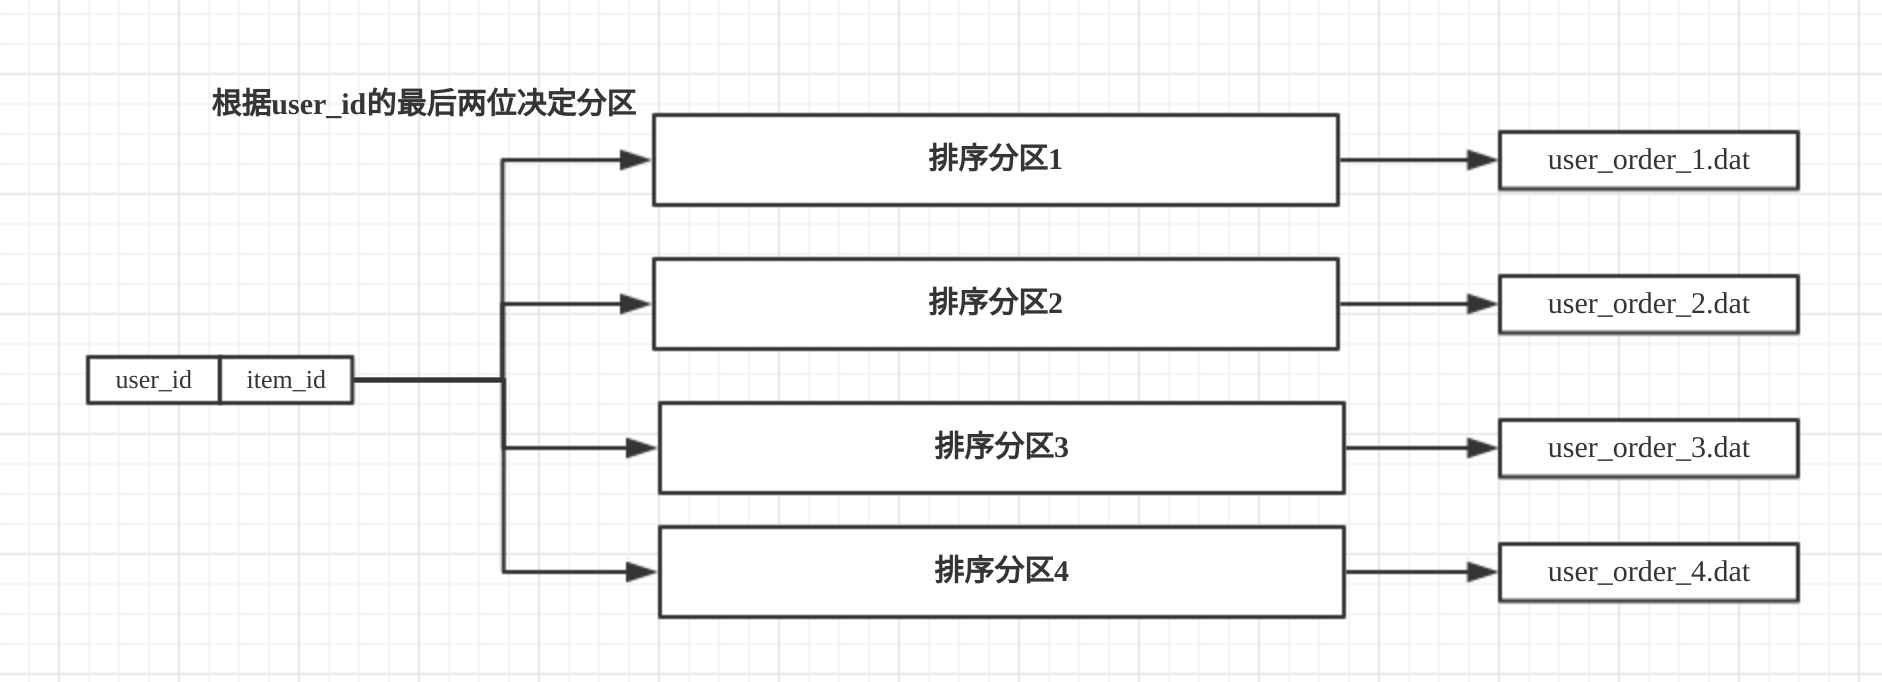 根据user_id的最后两位决定分区
排序分区1
user_order_1.dat
排序分区2
user_order_2.dat
user_id
item_id
排序分区3
user_order_3.dat
排序分区4
user_order_4.dat